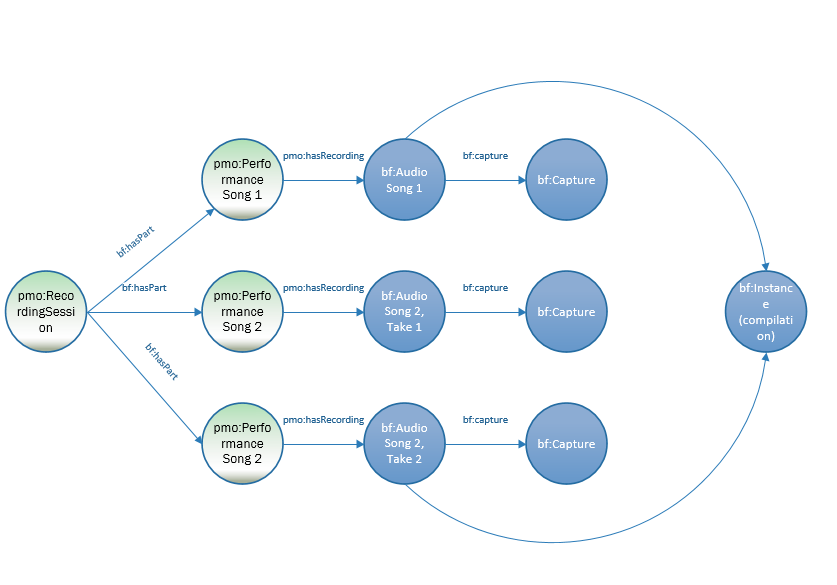 pmo:Perfo
rmance
Song 1
pmo:hasRecording
bf:Audio
Song 1
bf:capture
bf:Capture
bf:hasPart
pmo:Reco
rdingSessi
on
bf:hasPart
pmo:Perfo
rmance
Song 2
pmo:hasRecording
bf:Audio
Song 2,
Take 1
bf:capture
bf:Capture
bf:Instanc
e
(compilati
on)
bf:hasPart
pmo:Perfo
rmance
Song 2
pmo:hasRecording
bf:Audio
Song 2,
Take 2
bf:capture
bf:Capture